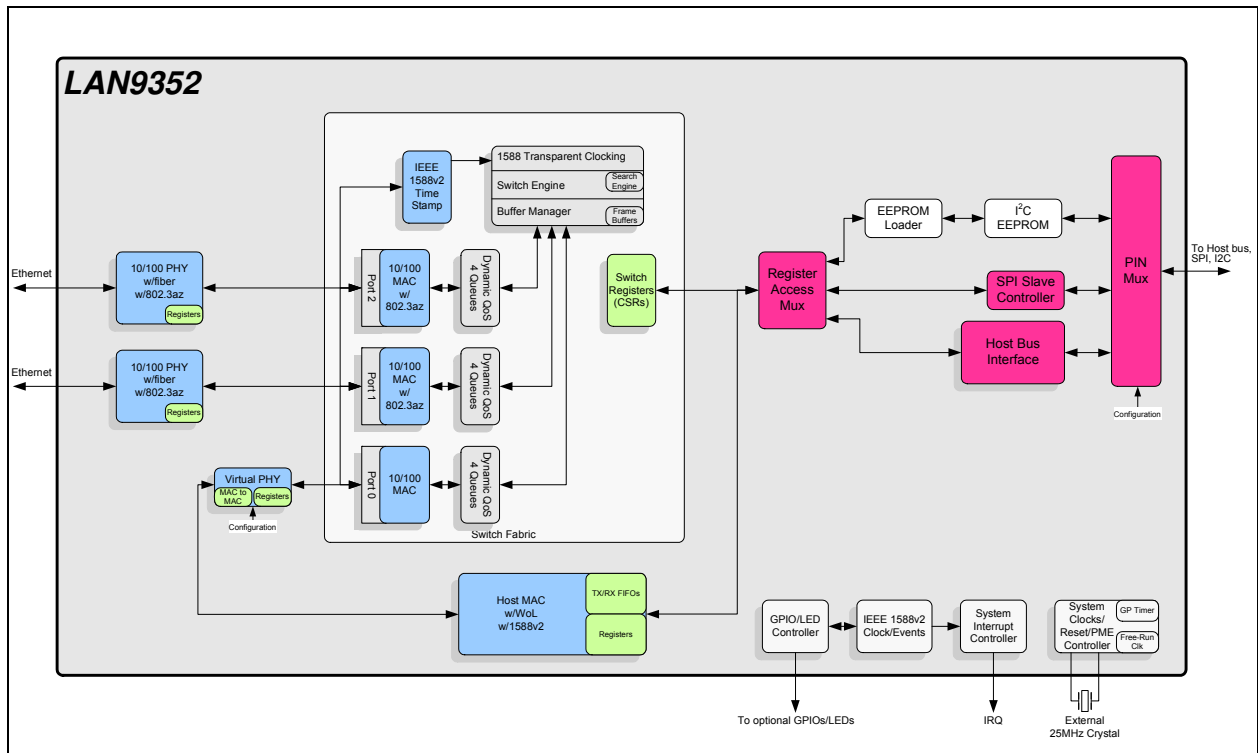 LAN9352
IEEE
1588v2
Time
Stamp
1588 Transparent Clocking
Switch Engine
Search
Engine
Buffer Manager
Frame
Buffers
Ethernet
10/100 PHY
w/fiber
w/802.3az
Registers
Port 2
10/100
MAC
w/
802.3az
Dynamic QoS
4 Queues
Switch
Registers
(CSRs)
Ethernet
10/100 PHY
w/fiber
w/802.3az
Registers
Port 1
10/100
MAC
w/
802.3az
Dynamic QoS
4 Queues
Virtual PHY
MAC to
MAC
Registers
Configuration
Port 0
10/100
MAC
Dynamic QoS
4 Queues
Switch Fabric
Host MAC
w/WoL
w/1588v2
TX/RX FIFOs
Registers
Register
Access
Mux
EEPROM
Loader
I²C
EEPROM
SPI Slave
Controller
Host Bus
Interface
PIN
Mux
Configuration
To Host bus,
SPI, I2C
GPIO/LED
Controller
IEEE 1588v2
Clock/Events
System
Interrupt
Controller
System
Clocks/
Reset/PME
Controller
GP Timer
Free-Run
Clk
To optional GPIOs/LEDs
IRQ
External
25MHz Crystal